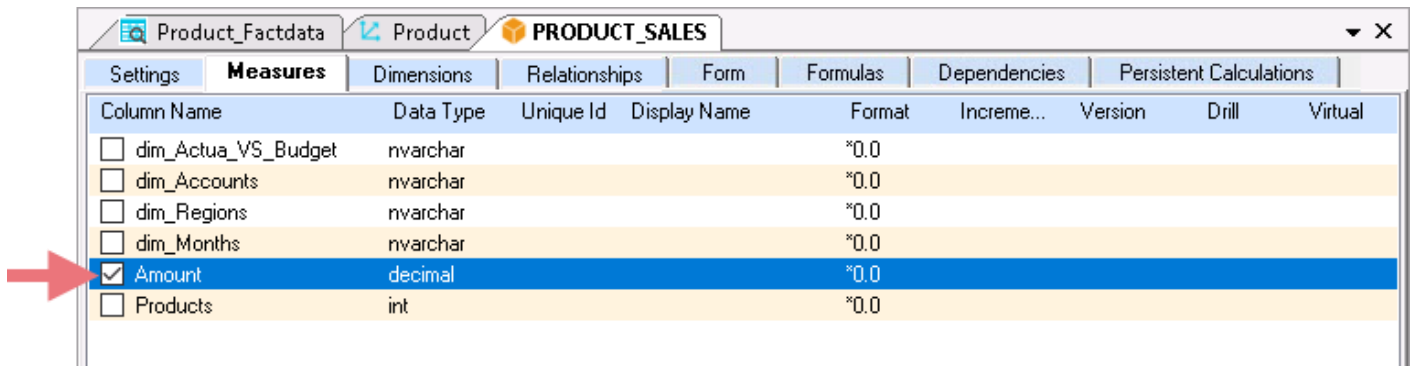 Product_Factdata Product PRODUCT_SALES
Settings Measures Dimensions Relationships Form Formulas Dependencies Persistent Calculations
Column Name Data Type Unique Id Display Name Format Increme... Version Drill Virtual
dim_Actua_VS_Budget nvarchar *0.0
dim_Accounts nvarchar *0.0
dim_Regions nvarchar *0.0
dim_Months nvarchar *0.0
Amount decimal *0.0
Products int *0.0